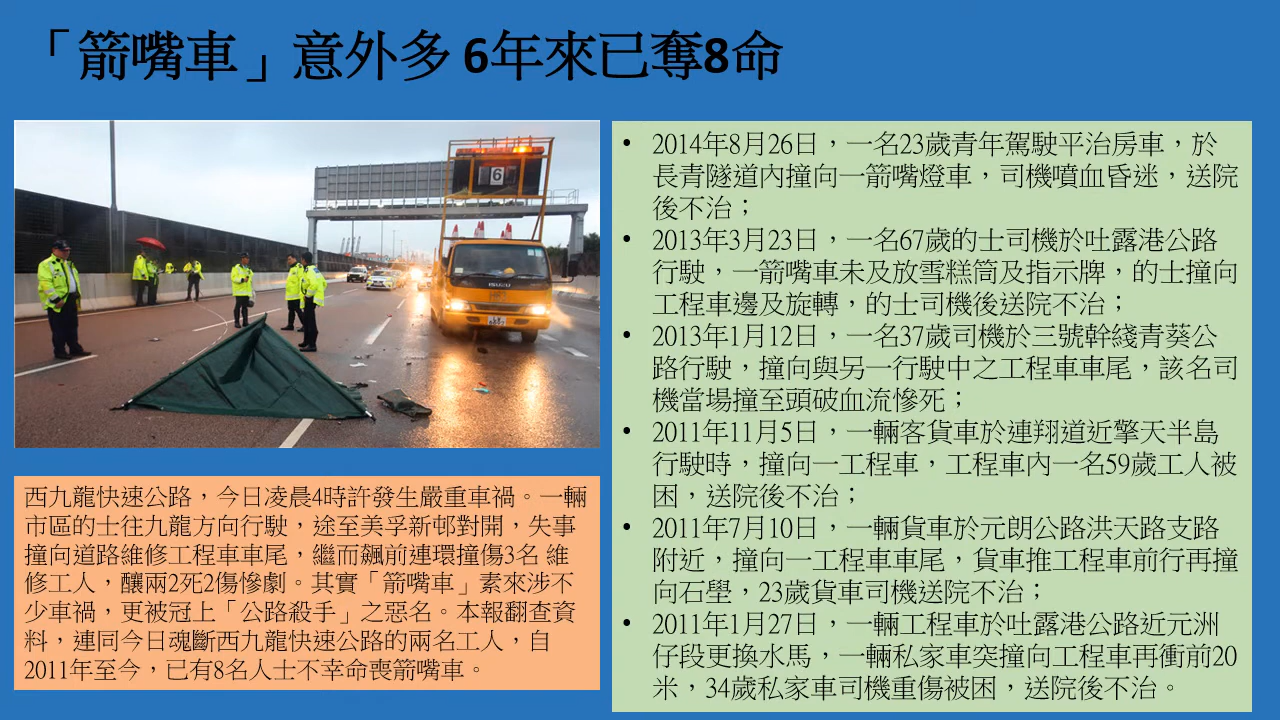 「箭嘴車」意外多 6年來已奪8命
6
ISUZU
西九龍快速公路，今日凌晨4時許發生嚴重車禍。一輛
市區的士往九龍方向行駛，途至美孚新邨對開，失事
撞向道路維修工程車車尾，繼而飆前連環撞傷3名 維
修工人，釀兩2死2傷慘劇。其實「箭嘴車」素來涉不
少車禍，更被冠上「公路殺手」之惡名。本報翻查資
料，連同今日魂斷西九龍快速公路的兩名工人，自
2011年至今，已有8名人士不幸命喪箭嘴車。
• 2014年8月26日，一名23歲青年駕駛平治房車，於
長青隧道內撞向一箭嘴燈車，司機噴血昏迷，送院
後不治；
• 2013年3月23日，一名67歲的士司機於吐露港公路
行駛，一箭嘴車未及放雪糕筒及指示牌，的士撞向
工程車邊及旋轉，的士司機後送院不治；
• 2013年1月12日，一名37歲司機於三號幹綫青葵公
路行駛，撞向與另一行駛中之工程車車尾，該名司
機當場撞至頭破血流慘死；
• 2011年11月5日，一輛客貨車於連翔道近擎天半島
行駛時，撞向一工程車，工程車內一名59歲工人被
困，送院後不治；
• 2011年7月10日，一輛貨車於元朗公路洪天路支路
附近，撞向一工程車車尾，貨車推工程車前行再撞
向石壆，23歲貨車司機送院不治；
• 2011年1月27日，一輛工程車於吐露港公路近元洲
仔段更換水馬，一輛私家車突撞向工程車再衝前20
米，34歲私家車司機重傷被困，送院後不治。